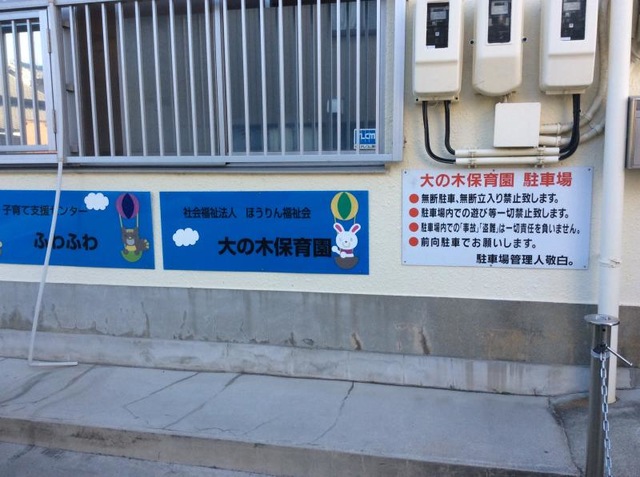 子育て支援センター
ふわふわ
社会福祉法人 ほうりん福祉会
大の木保育園
大の木保育園 駐車場
●無断駐車、無断立入り禁止致します。
●駐車場内での遊び等一切禁止致します。
●駐車場内での「事故」「盗難」は一切責任を負いません。
●前向駐車でお願いします。
駐車場管理人敬白。